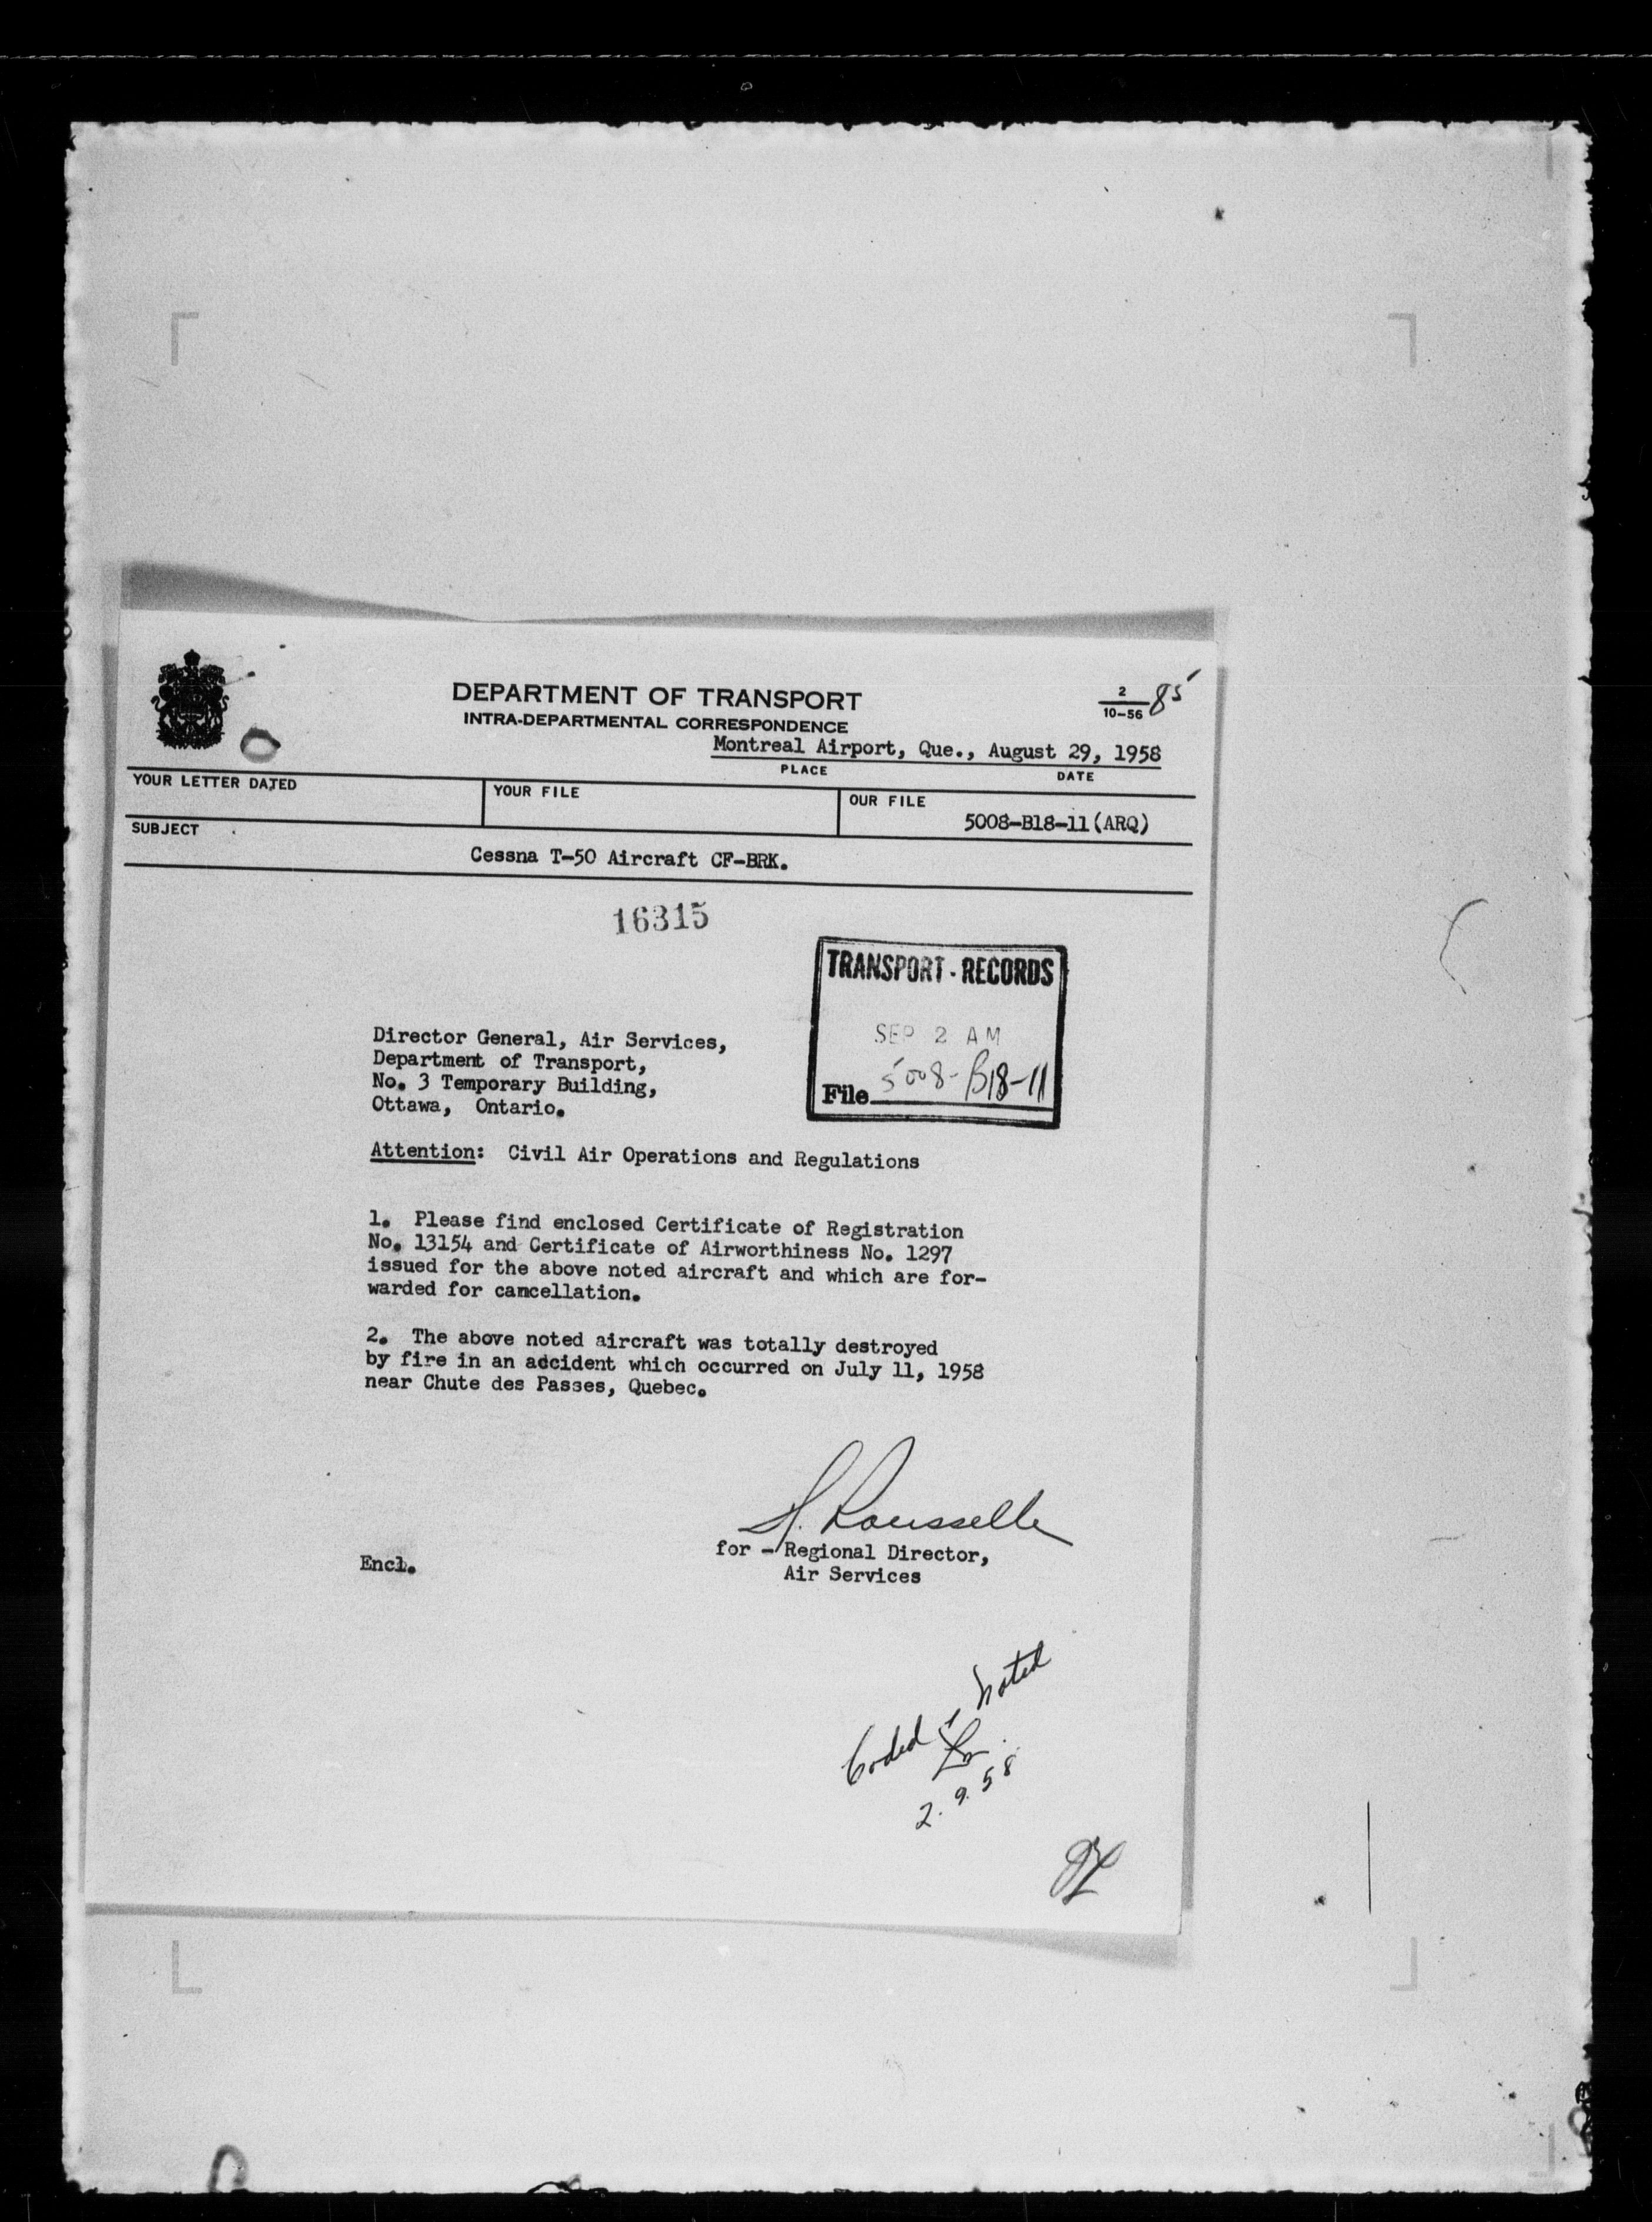 DEPARTMENT OF TRANSPORT
INTRA-DEPARTMENTAL CORRESPONDENCE
2
10-56
85
Montreal Airport, Que., August 29, 1958
PLACE DATE
YOUR LETTER DATED
YOUR FILE
OUR FILE
5008-B18-11(ARQ)
SUBJECT
Cessna T-50 Aircraft CF-BRK.
16315
TRANSPORT - RECORDS
SEP 2 AM
File 5008-B18-11
Director General, Air Services,
Department of Transport,
No. 3 Temporary Building,
Ottawa, Ontario.
Attention: Civil Air Operations and Regulations
1. Please find enclosed Certificate of Registration
No. 13154 and Certificate of Airworthiness No. 1297
issued for the above noted aircraft and which are for-
warded for cancellation.
2. The above noted aircraft was totally destroyed
by fire in an accident which occurred on July 11, 1958
near Chute des Passes, Quebec.
Rousselle
for - Regional Director,
Air Services
Encl.
Coded & noted
2.9.58